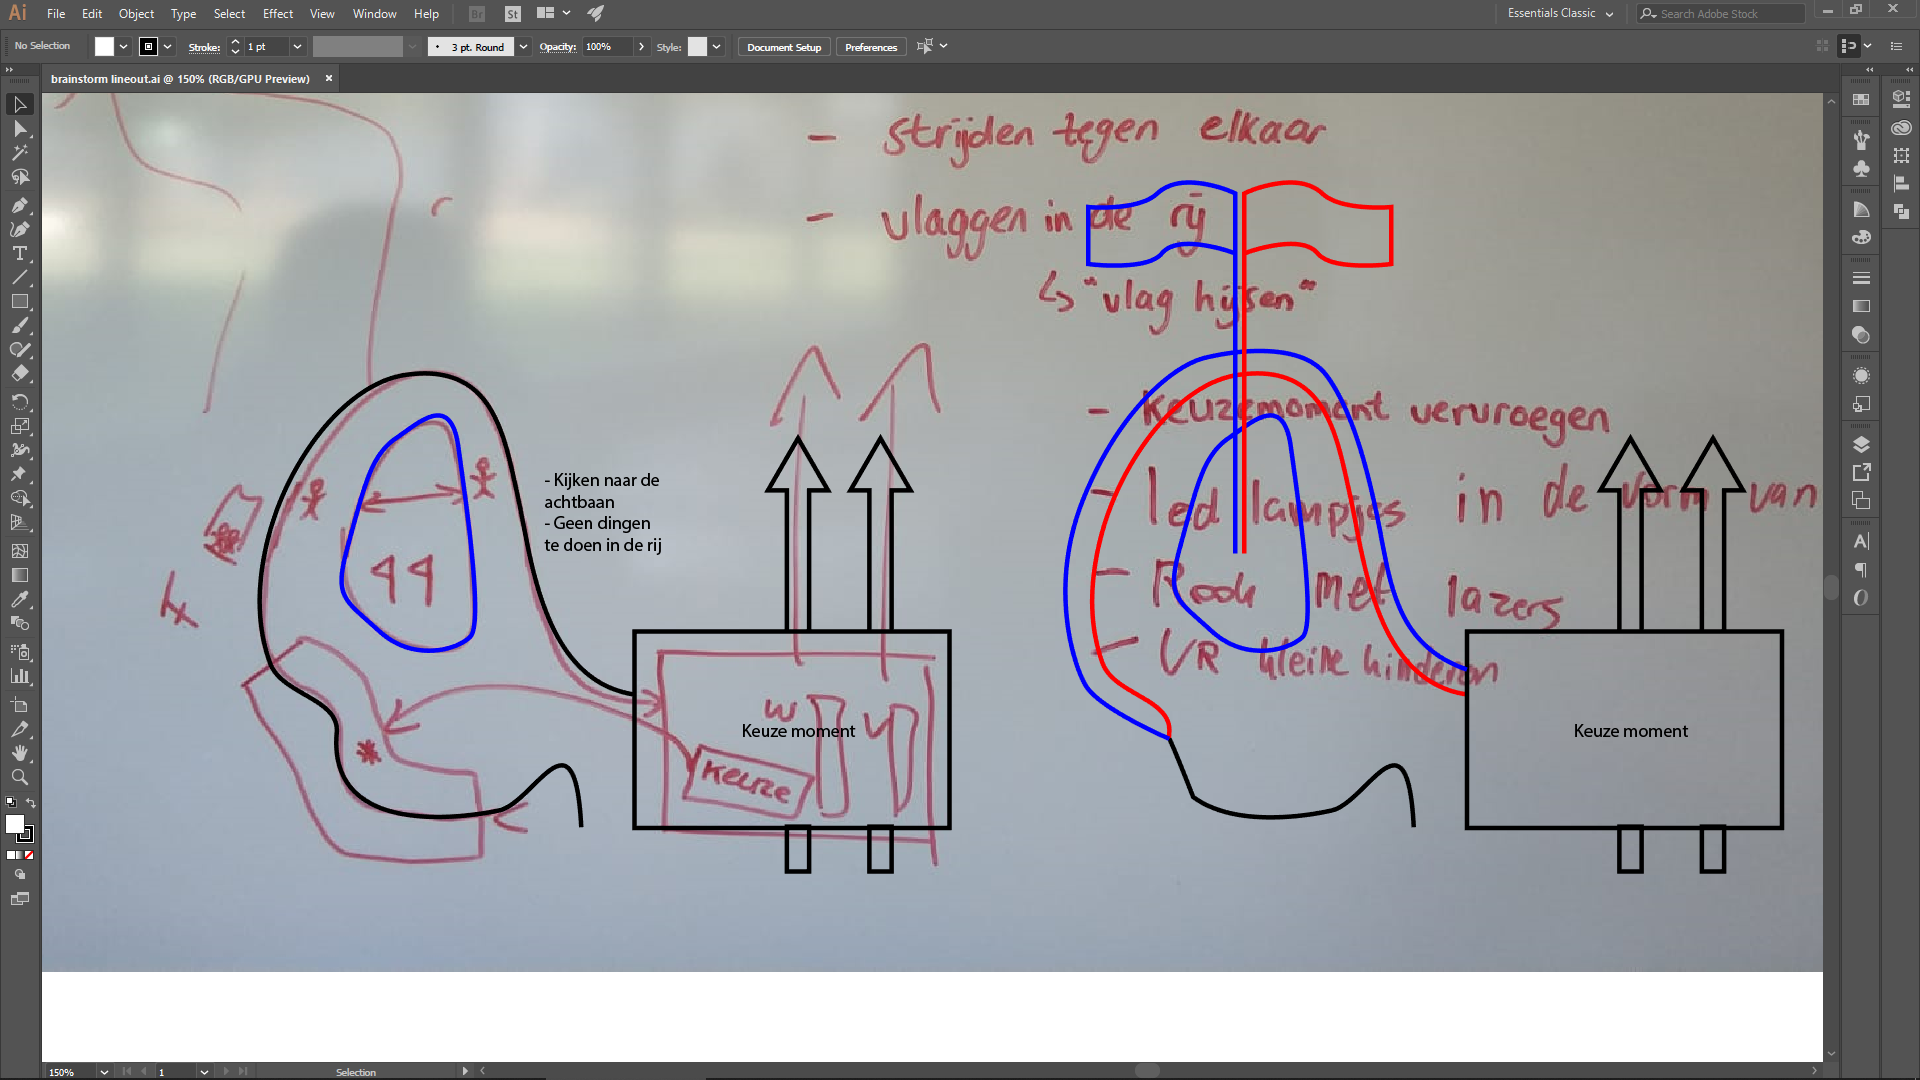 Ai File Edit Object Type Select Effect View Window Help Br St Essentials Classic Search Adobe Stock
No Selection Stroke: 1 pt 3 pt. Round Opacity: 100% Style: Document Setup Preferences
brainstorm lineout.ai @ 150% (RGB/GPU Preview) ×
- strijden tegen elkaar
- vlaggen in de rij
↳ "vlag hijsen"
- Keuzemoment vervroegen
- led lampjes in de vorm van
- Rook met lazers
- VR kleine kinderen
- Kijken naar de
achtbaan
- Geen dingen
te doen in de rij
44
W V
Keuze moment
Keuze
Keuze moment
150% 1 Selection